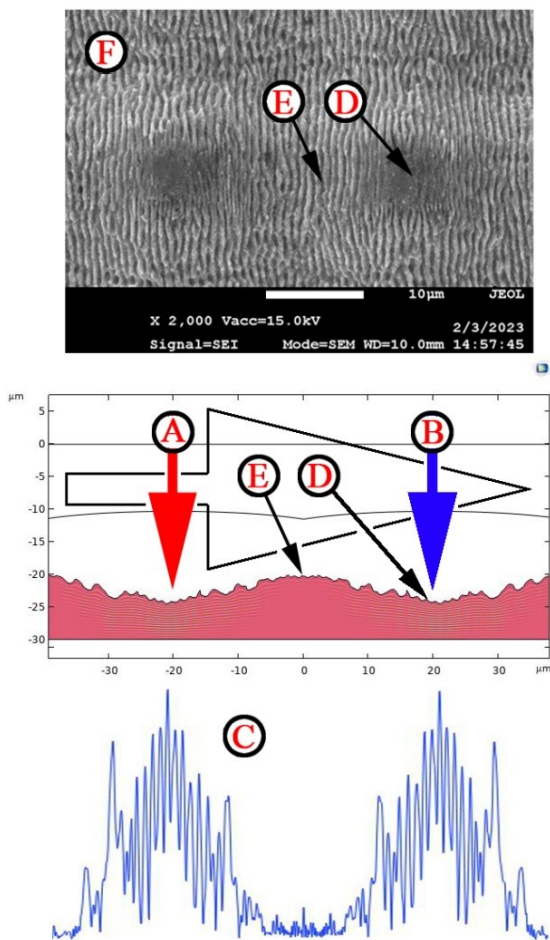 F
E D
10μm JEOL
X 2,000 Vacc=15.0kV
2/3/2023
Signal=SEI Mode=SEM WD=10.0mm 14:57:45
μm
5
0
-5
-10
-15
-20
-25
-30
A
B
E D
-30 -20 -10 0 10 20 30 μm
C